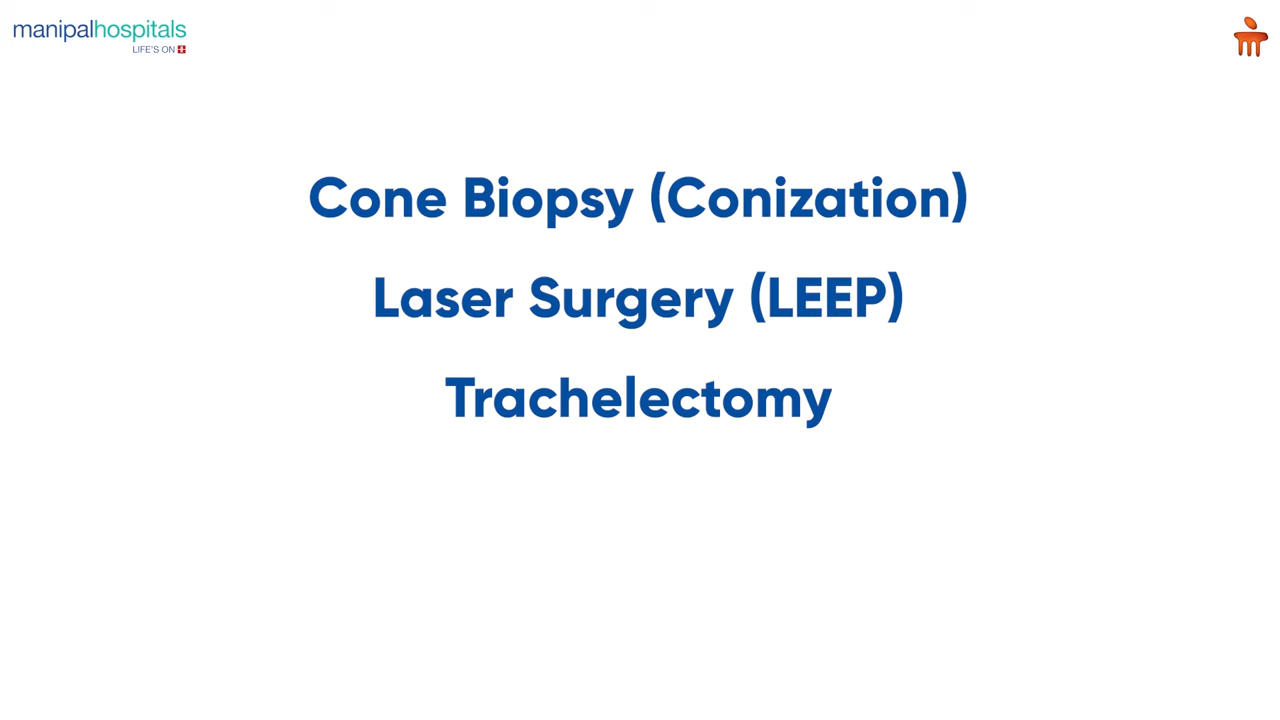 manipalhospitals
LIFE'S ON
Cone Biopsy (Conization)
Laser Surgery (LEEP)
Trachelectomy